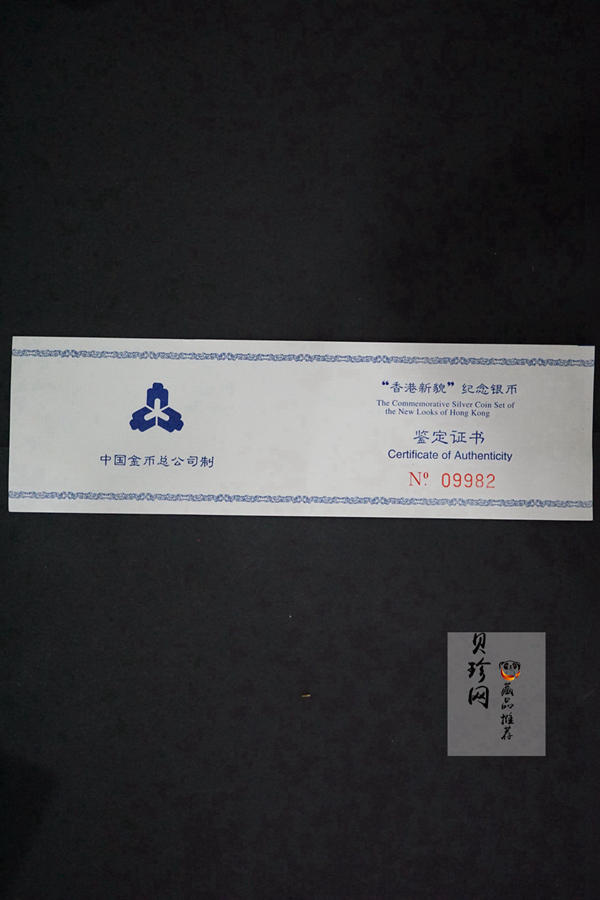 中国金币总公司制
“香港新貌”纪念银币
The Commemorative Silver Coin Set of
the New Looks of Hong Kong
鉴定证书
Certificate of Authenticity
Nº 09982
贝珍网
藏品推荐